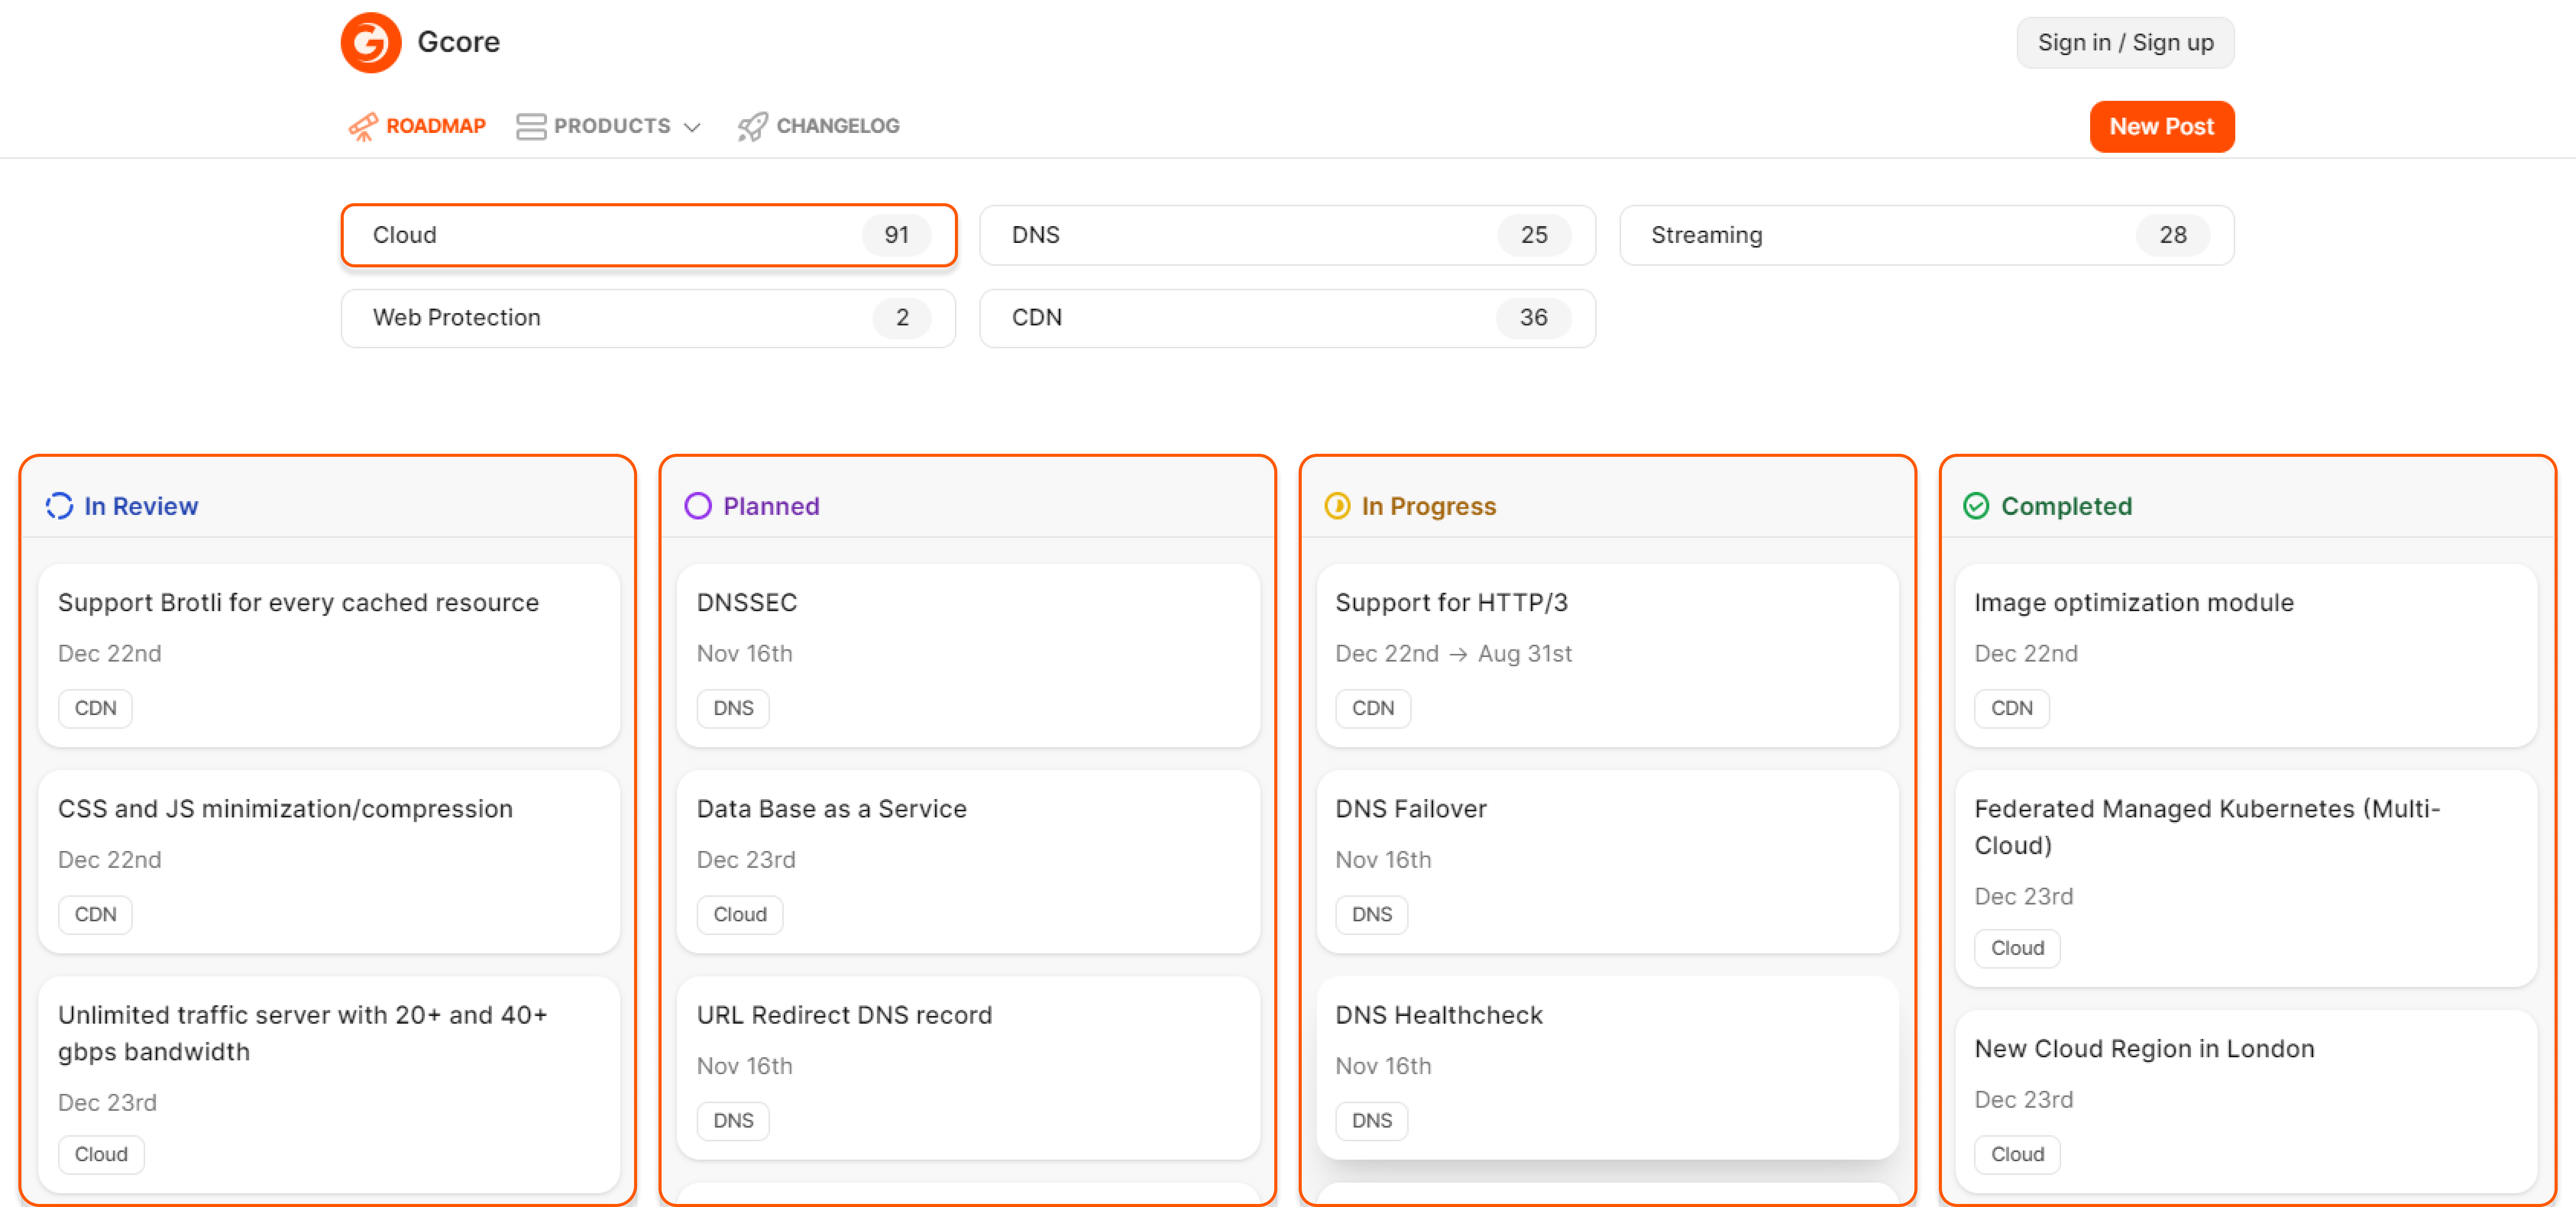 Gcore
Sign in / Sign up
ROADMAP
PRODUCTS
CHANGELOG
New Post
Cloud 91
DNS 25
Streaming 28
Web Protection 2
CDN 36
In Review
Support Brotli for every cached resource
Dec 22nd
CDN
CSS and JS minimization/compression
Dec 22nd
CDN
Unlimited traffic server with 20+ and 40+
gbps bandwidth
Dec 23rd
Cloud
Planned
DNSSEC
Nov 16th
DNS
Data Base as a Service
Dec 23rd
Cloud
URL Redirect DNS record
Nov 16th
DNS
In Progress
Support for HTTP/3
Dec 22nd → Aug 31st
CDN
DNS Failover
Nov 16th
DNS
DNS Healthcheck
Nov 16th
DNS
Completed
Image optimization module
Dec 22nd
CDN
Federated Managed Kubernetes (Multi-
Cloud)
Dec 23rd
Cloud
New Cloud Region in London
Dec 23rd
Cloud